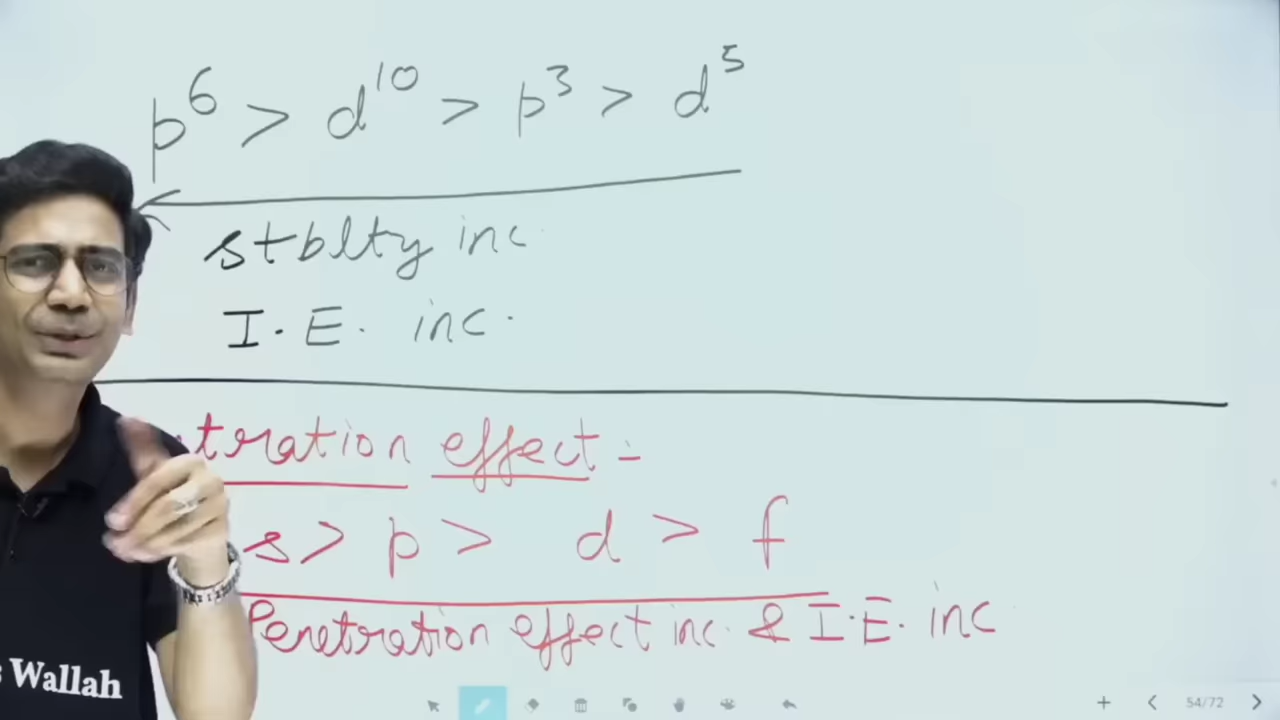 p⁶ > d¹⁰ > p³ > d⁵
stblty inc.
I.E. inc.
tration effect :-
s > p > d > f
Penetration effect inc. & I.E. inc
Wallah
54/72